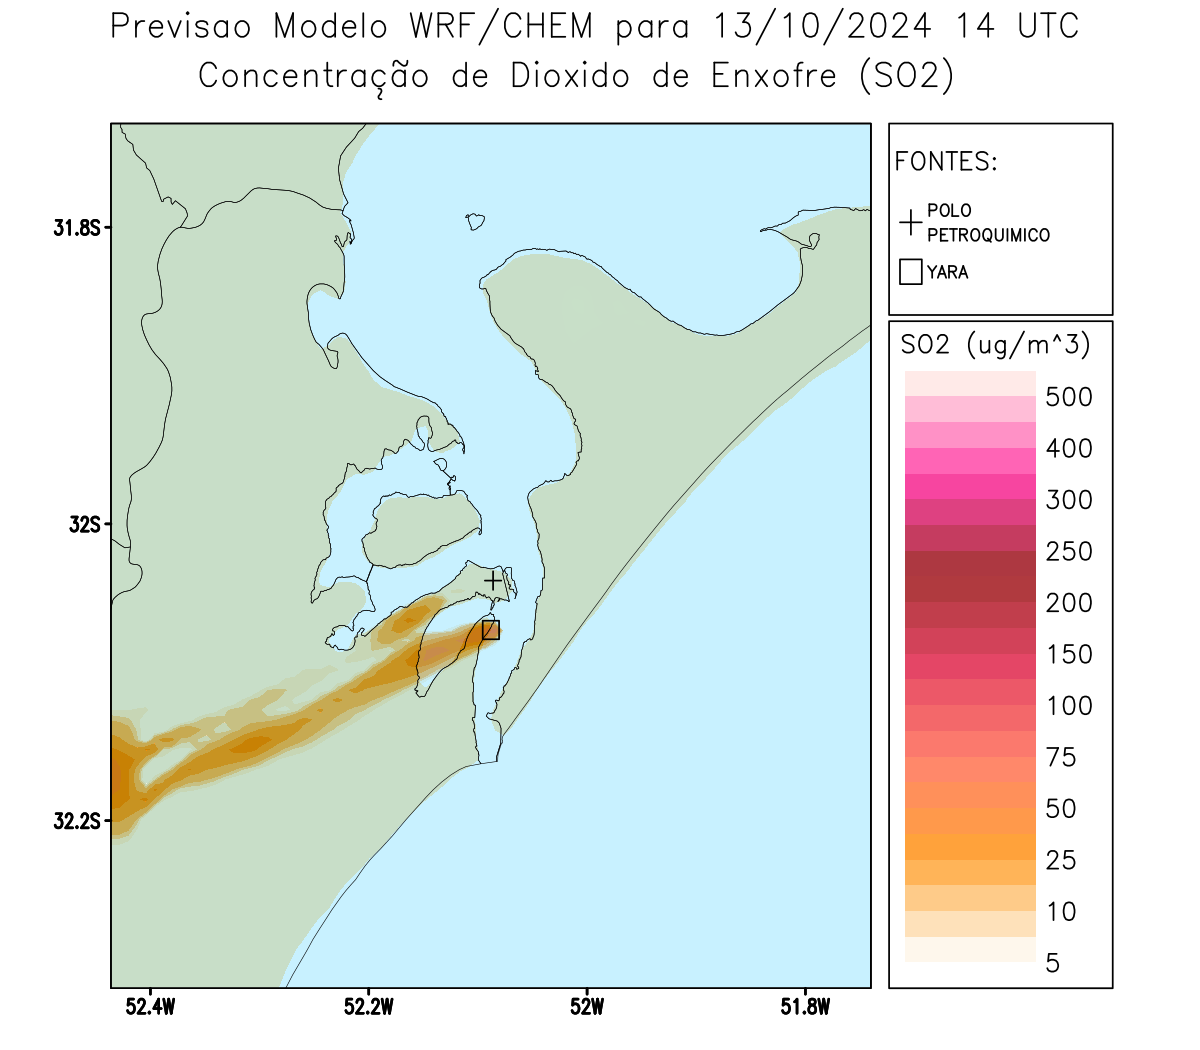 Previsao Modelo WRF/CHEM para 13/10/2024 14 UTC
Concentração de Dioxido de Enxofre (SO2)
FONTES:
POLO
PETROQUIMICO
YARA
SO2 (ug/m^3)
500
400
300
250
200
150
100
75
50
25
10
5
31.8S
32S
32.2S
52.4W
52.2W
52W
51.8W